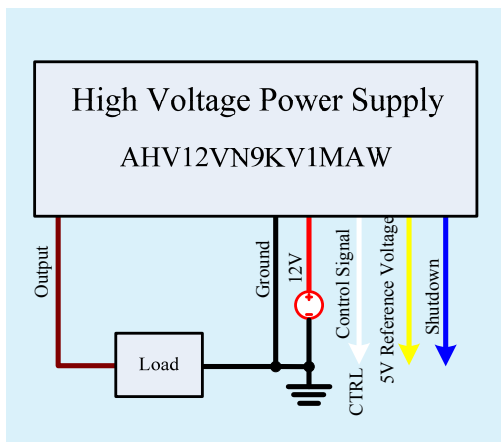 High Voltage Power Supply
AHV12VN9KV1MAW
Output
Ground
12V
Control Signal
CTRL
5V Reference Voltage
Shutdown
Load